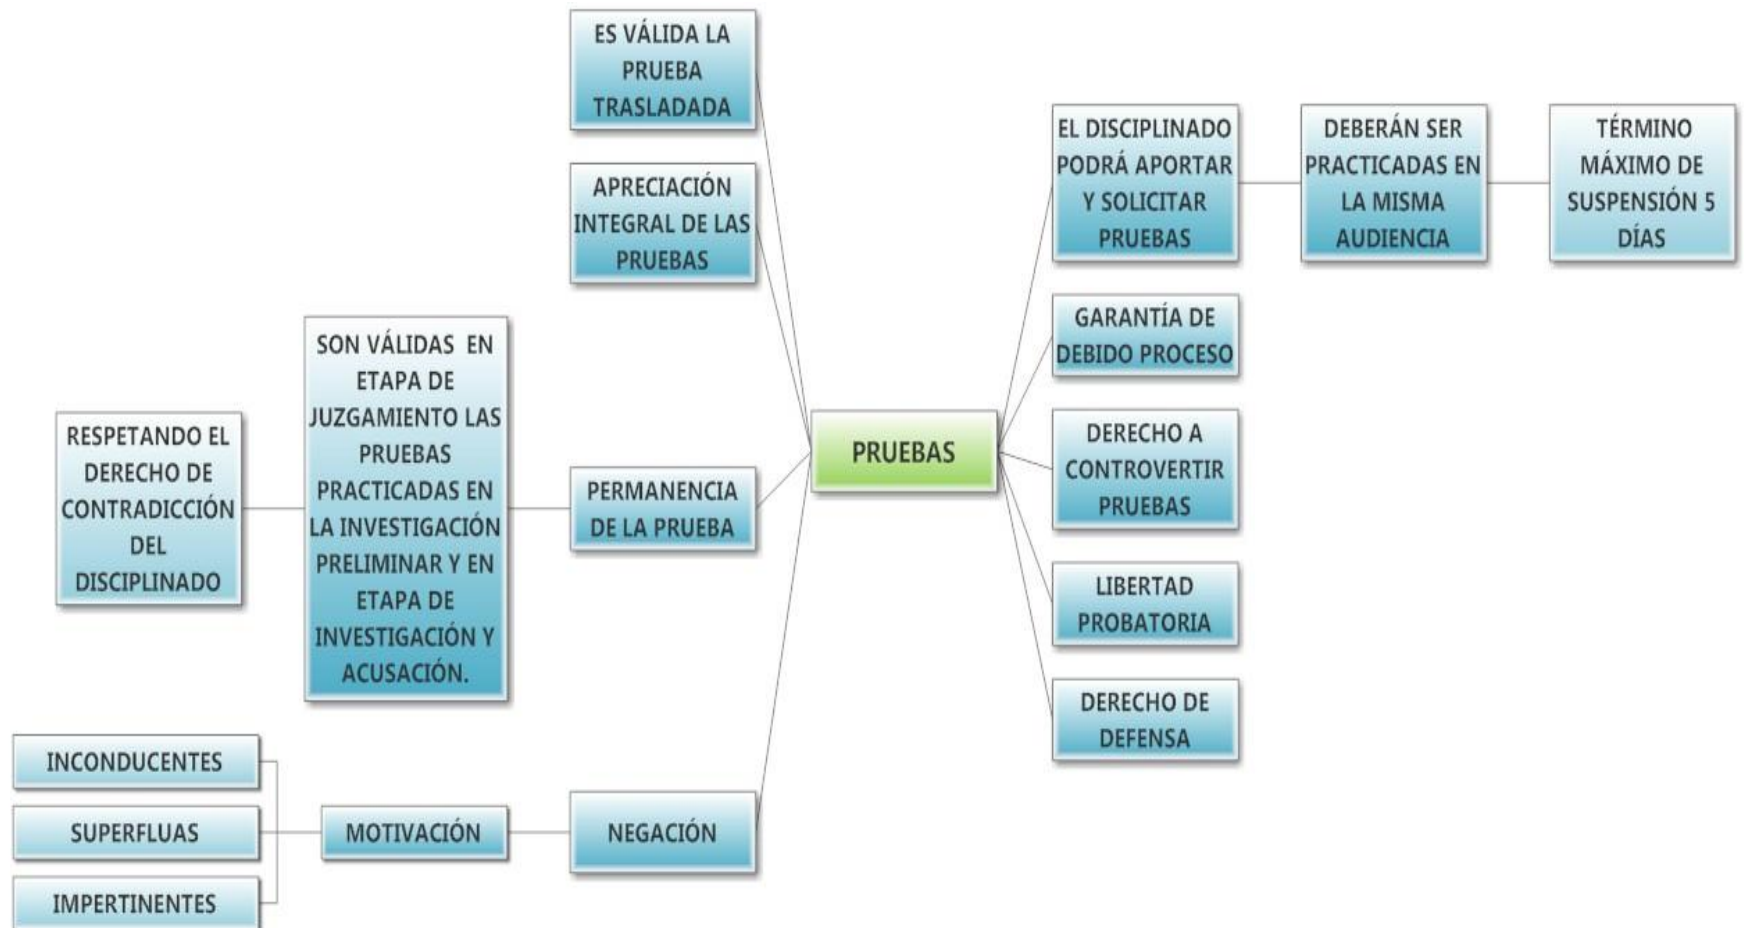 ES VÁLIDA LA
PRUEBA
TRASLADADA
APRECIACIÓN
INTEGRAL DE LAS
PRUEBAS
SON VÁLIDAS EN
ETAPA DE
JUZGAMIENTO LAS
PRUEBAS
PRACTICADAS EN
LA INVESTIGACIÓN
PRELIMINAR Y EN
ETAPA DE
INVESTIGACIÓN Y
ACUSACIÓN.
RESPETANDO EL
DERECHO DE
CONTRADICCIÓN
DEL
DISCIPLINADO
PERMANENCIA
DE LA PRUEBA
INCONDUCENTES
SUPERFLUAS
IMPERTINENTES
MOTIVACIÓN
NEGACIÓN
PRUEBAS
EL DISCIPLINADO
PODRÁ APORTAR
Y SOLICITAR
PRUEBAS
DEBERÁN SER
PRACTICADAS EN
LA MISMA
AUDIENCIA
TÉRMINO
MÁXIMO DE
SUSPENSIÓN 5
DÍAS
GARANTÍA DE
DEBIDO PROCESO
DERECHO A
CONTROVERTIR
PRUEBAS
LIBERTAD
PROBATORIA
DERECHO DE
DEFENSA